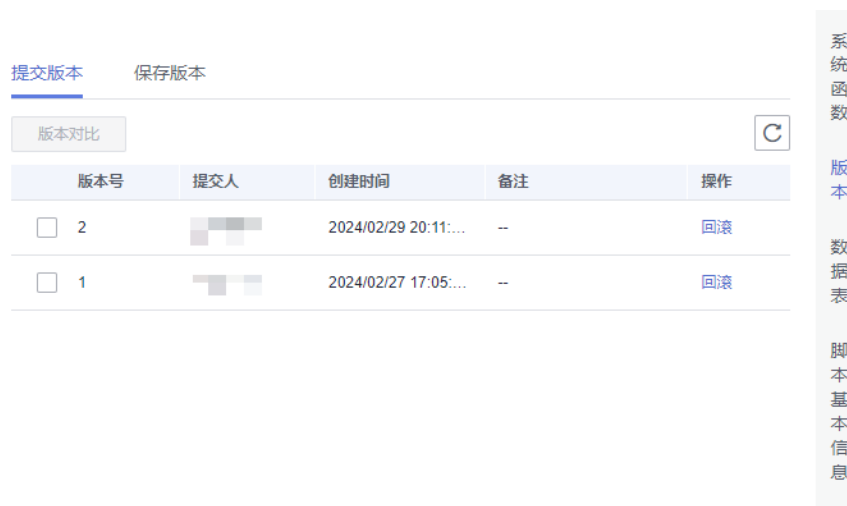 提交版本 保存版本
版本对比
版本号 提交人 创建时间 备注 操作
2 2024/02/29 20:11:... -- 回滚
1 2024/02/27 17:05:... -- 回滚
系
统
函
数
版
本
数
据
表
脚
本
基
本
信
息